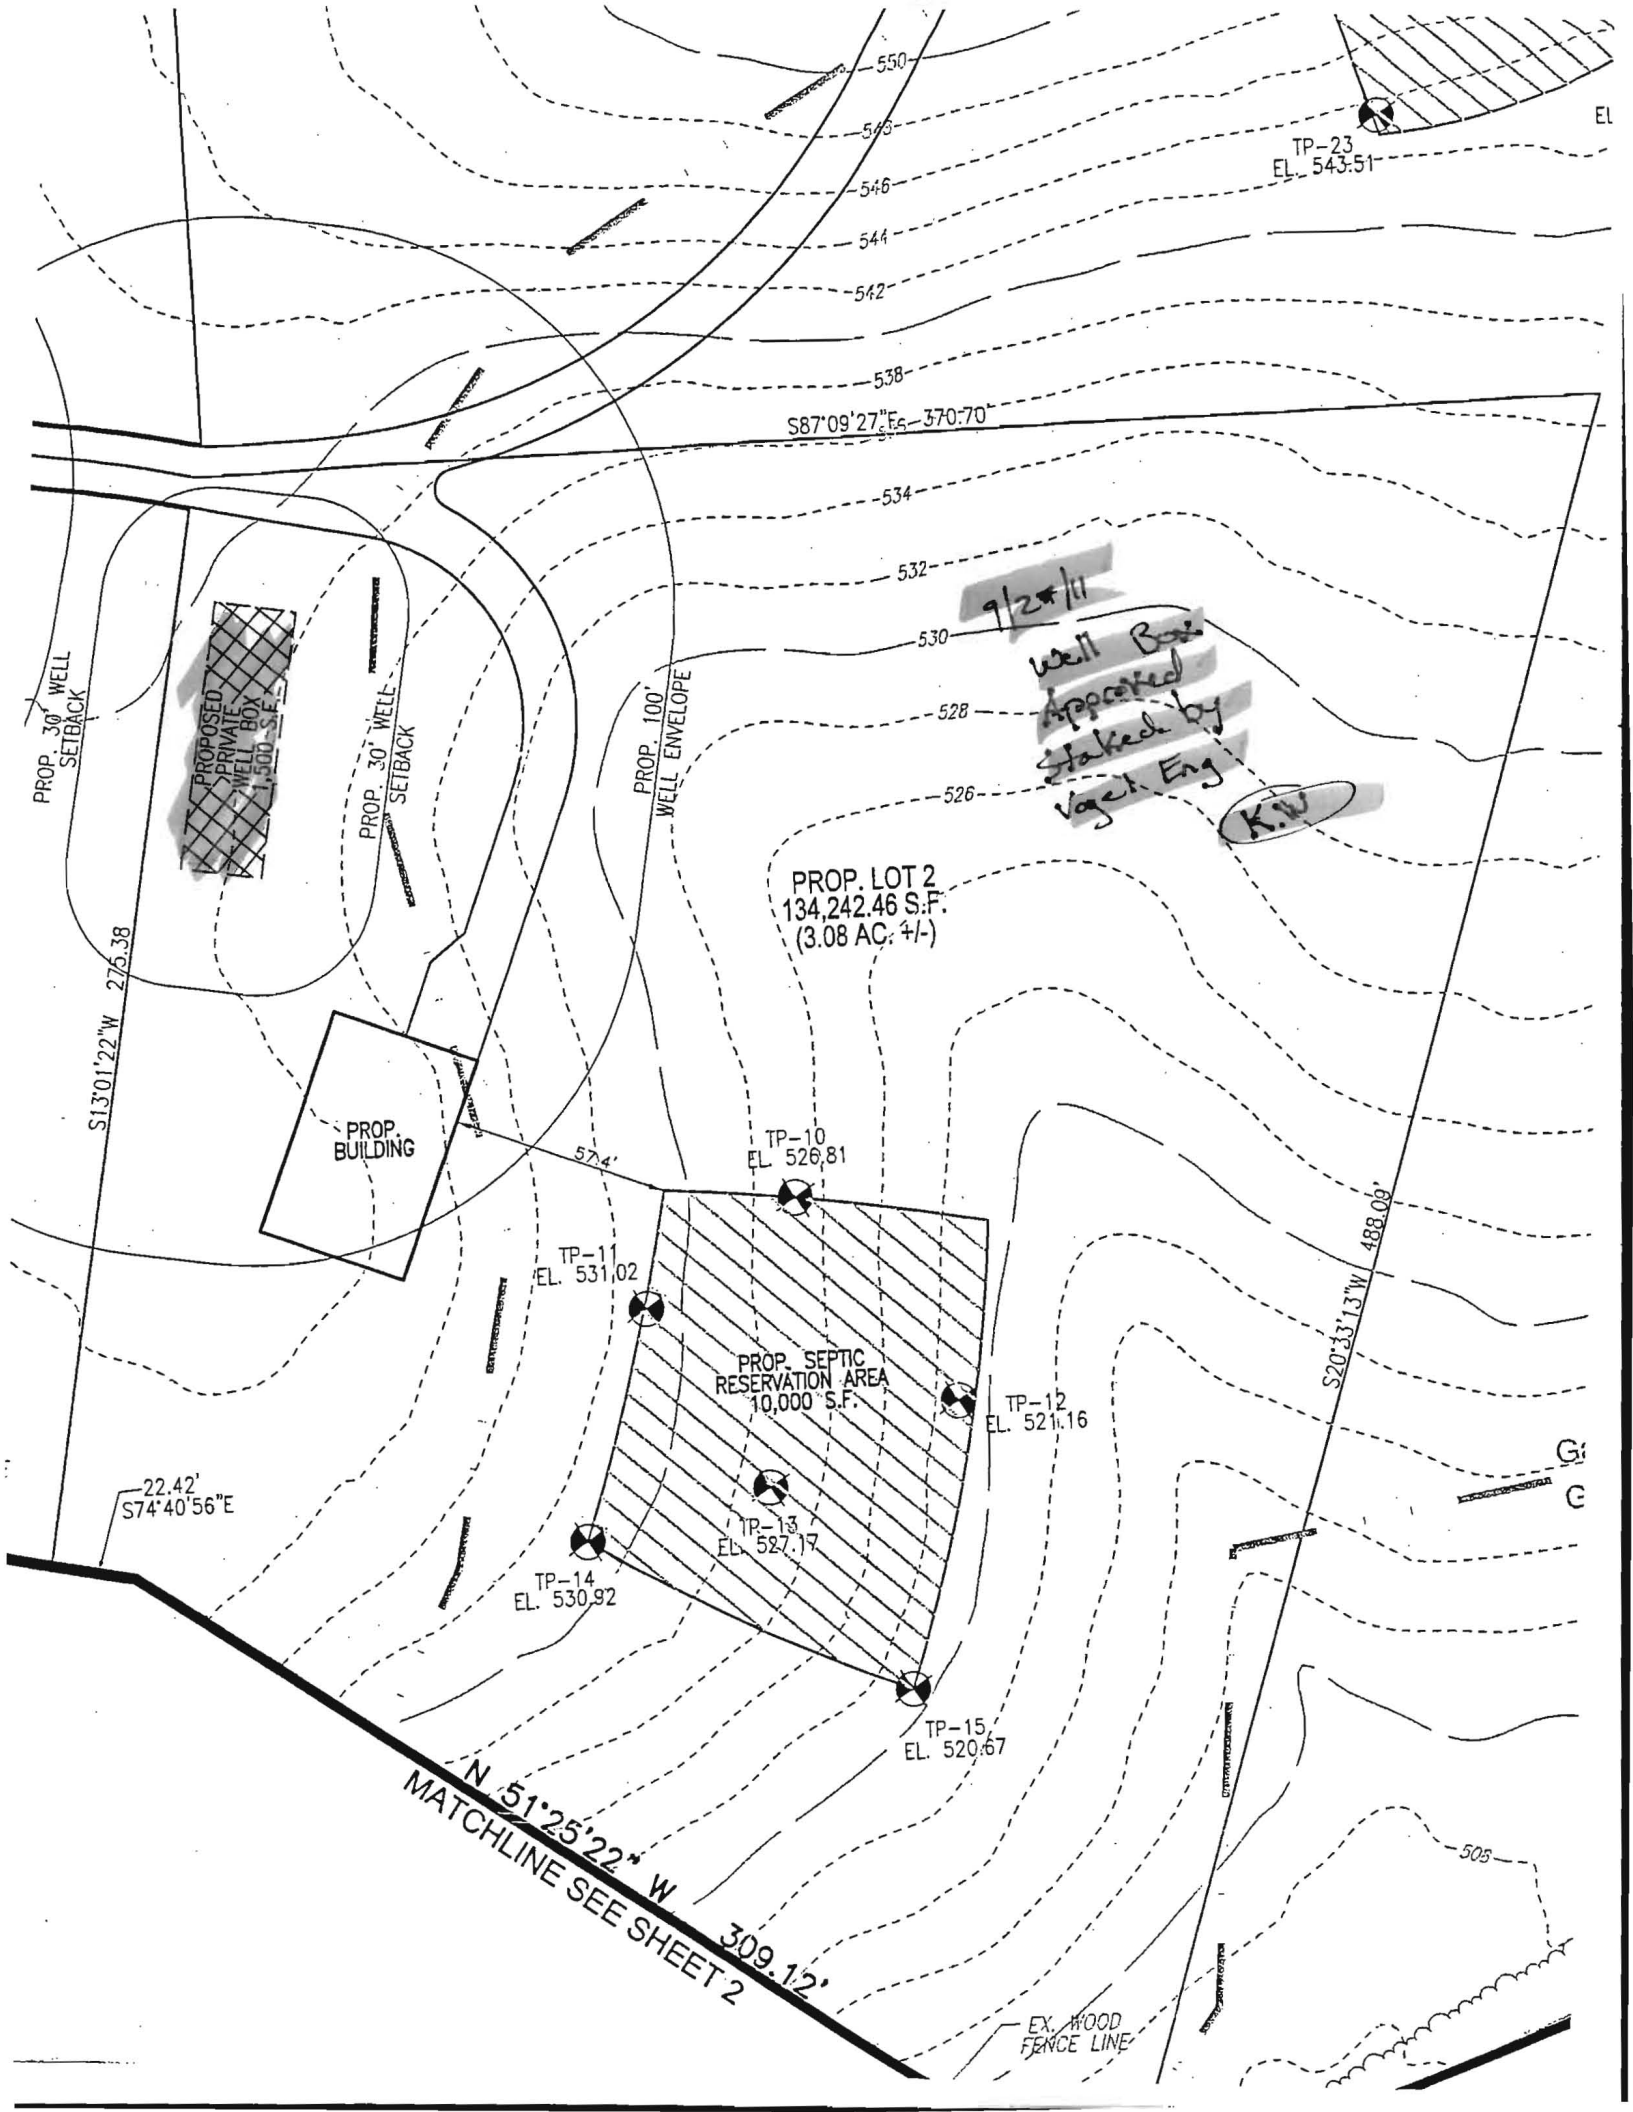 550
548
EL
TP-23
EL. 543.51
546
544
542
538
S87°09'27"E 370.70'
534
532
9/27/11
530
Well Box
Approved
Staked by
Voget Eng
K.W
528
526
PROP. 30' WELL
SETBACK
PROPOSED
PRIVATE
WELL BOX
1,500 S.F.
PROP. 30' WELL
SETBACK
PROP. 100'
WELL ENVELOPE
PROP. LOT 2
134,242.46 S.F.
(3.08 AC. +/-)
S13°01'22"W 275.38
PROP.
BUILDING
57.4'
TP-10
EL. 526.81
TP-11
EL. 531.02
S20°33'13"W 488.09'
PROP. SEPTIC
RESERVATION AREA
10,000 S.F.
TP-12
EL. 521.16
22.42'
S74°40'56"E
TP-13
EL. 527.17
TP-14
EL. 530.92
TP-15
EL. 520.67
N 51°25'22" W 309.12'
MATCHLINE SEE SHEET 2
508
EX. WOOD
FENCE LINE